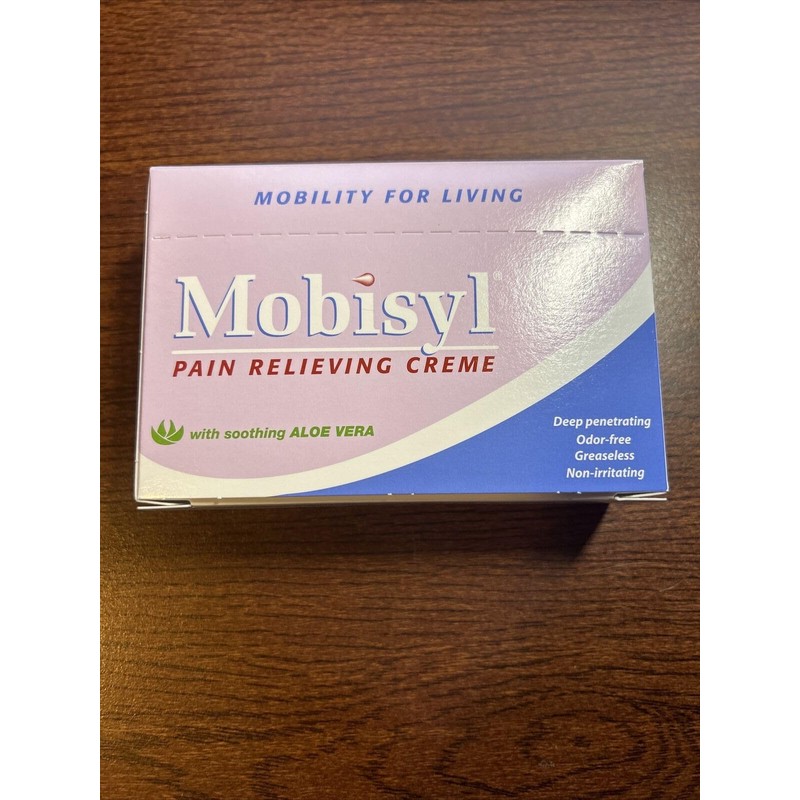 MOBILITY FOR LIVING
Mobisyl®
PAIN RELIEVING CREME
with soothing ALOE VERA
Deep penetrating
Odor-free
Greaseless
Non-irritating